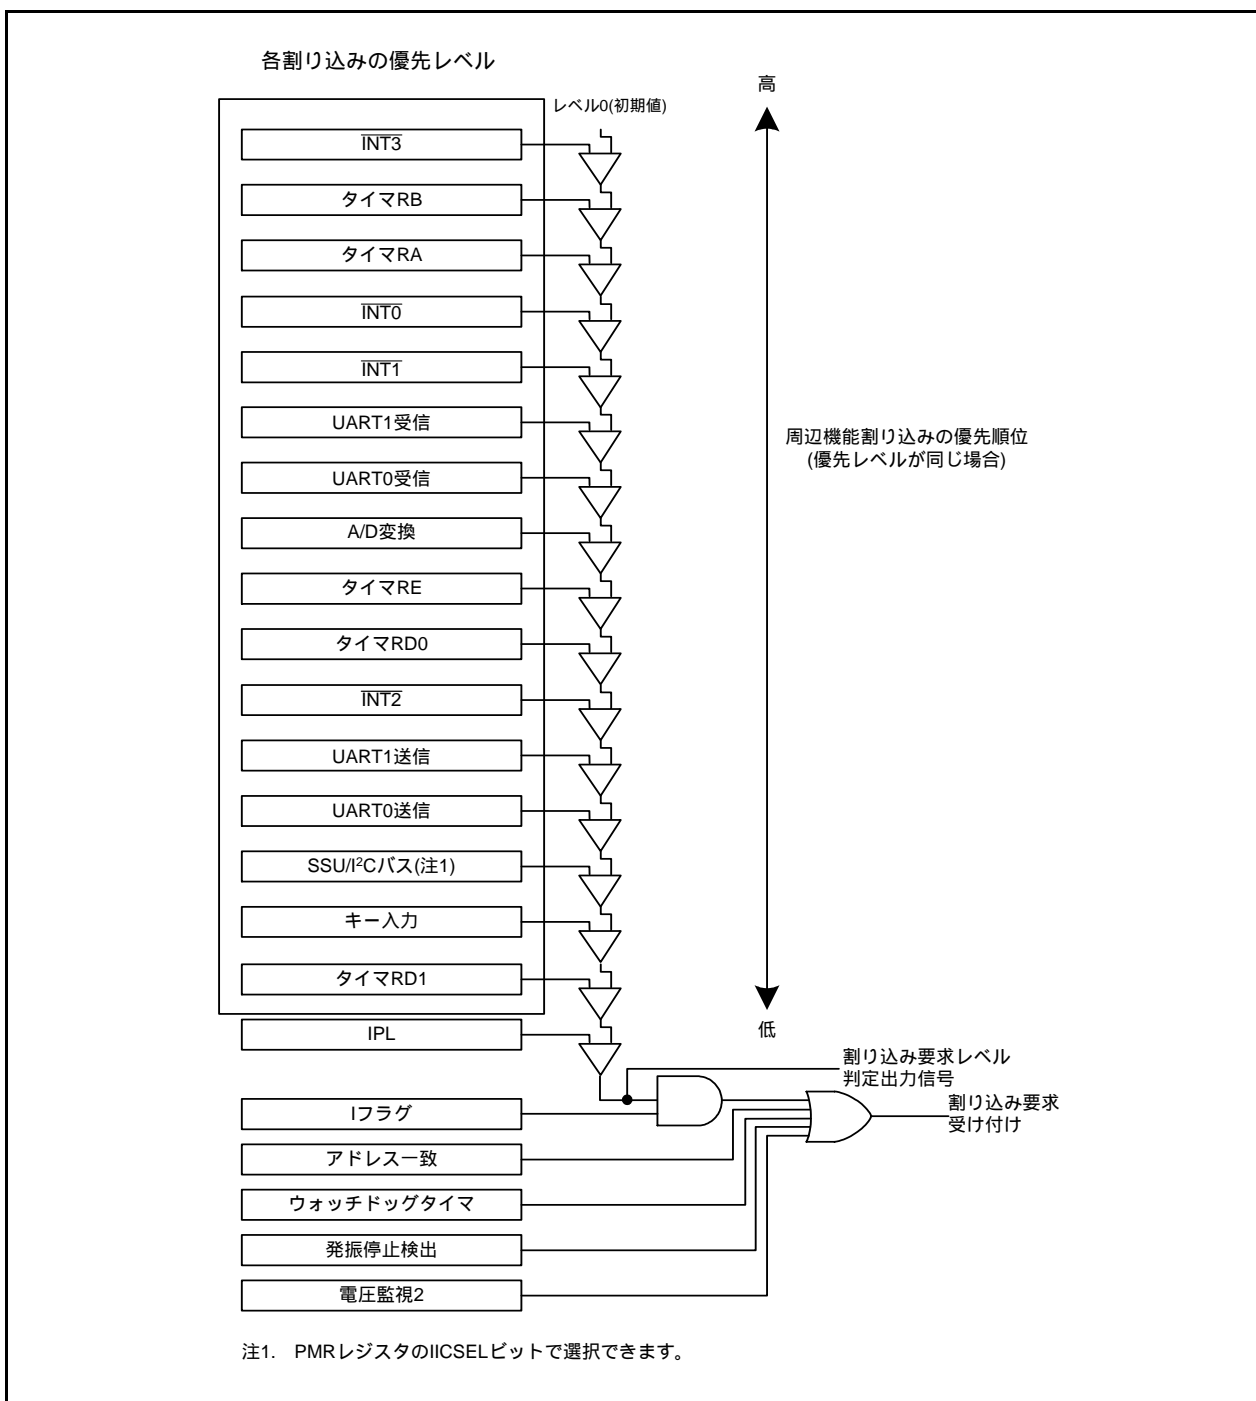 各割り込みの優先レベル
高
レベル0(初期値)
INT3
タイマRB
タイマRA
INT0
INT1
UART1受信
周辺機能割り込みの優先順位
(優先レベルが同じ場合)
UART0受信
A/D変換
タイマRE
タイマRD0
INT2
UART1送信
UART0送信
SSU/I²Cバス(注1)
キー入力
タイマRD1
低
IPL
割り込み要求レベル
判定出力信号
割り込み要求
受け付け
Iフラグ
アドレス一致
ウォッチドッグタイマ
発振停止検出
電圧監視2
注1. PMRレジスタのIICSELビットで選択できます。